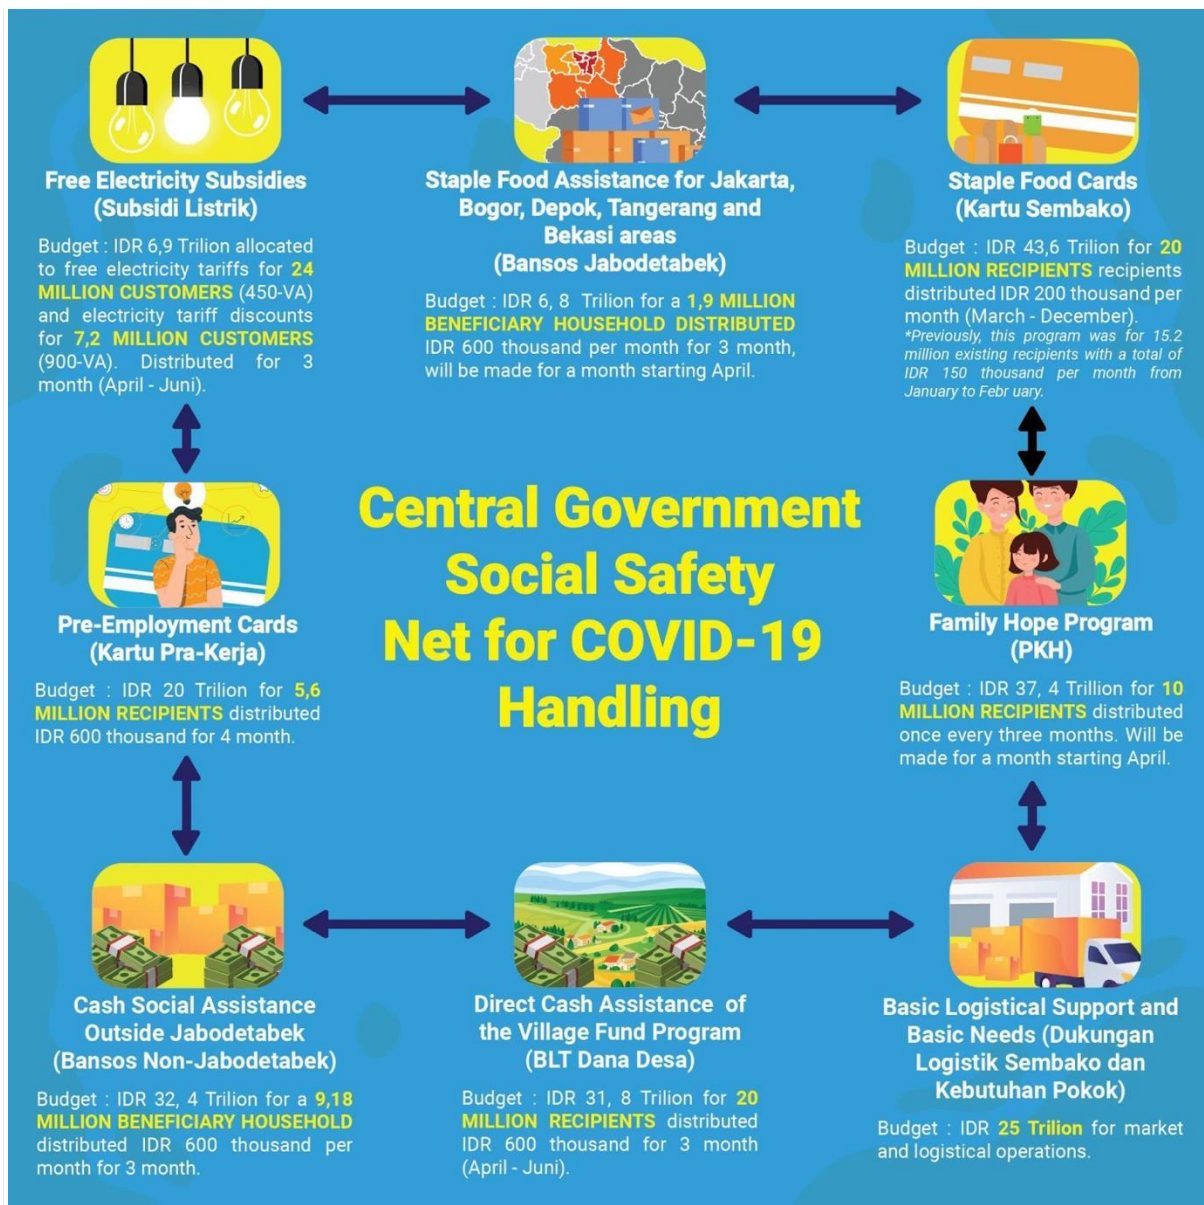 Free Electricity Subsidies
(Subsidi Listrik)
Budget : IDR 6,9 Trilion allocated
to free electricity tariffs for 24
MILLION CUSTOMERS (450-VA)
and electricity tariff discounts
for 7,2 MILLION CUSTOMERS
(900-VA). Distributed for 3
month (April - Juni).
Staple Food Assistance for Jakarta,
Bogor, Depok, Tangerang and
Bekasi areas
(Bansos Jabodetabek)
Budget : IDR 6, 8 Trilion for a 1,9 MILLION
BENEFICIARY HOUSEHOLD DISTRIBUTED
IDR 600 thousand per month for 3 month,
will be made for a month starting April.
Staple Food Cards
(Kartu Sembako)
Budget : IDR 43,6 Trilion for 20
MILLION RECIPIENTS recipients
distributed IDR 200 thousand per
month (March - December).
*Previously, this program was for 15.2
million existing recipients with a total of
IDR 150 thousand per month from
January to Febr uary.
Central Government
Social Safety
Net for COVID-19
Handling
Pre-Employment Cards
(Kartu Pra-Kerja)
Budget : IDR 20 Trilion for 5,6
MILLION RECIPIENTS distributed
IDR 600 thousand for 4 month.
Family Hope Program
(PKH)
Budget : IDR 37, 4 Trillion for 10
MILLION RECIPIENTS distributed
once every three months. Will be
made for a month starting April.
Cash Social Assistance
Outside Jabodetabek
(Bansos Non-Jabodetabek)
Budget : IDR 32, 4 Trilion for a 9,18
MILLION BENEFICIARY HOUSEHOLD
distributed IDR 600 thousand per
month for 3 month.
Direct Cash Assistance of
the Village Fund Program
(BLT Dana Desa)
Budget : IDR 31, 8 Trilion for 20
MILLION RECIPIENTS distributed
IDR 600 thousand for 3 month
(April - Juni).
Basic Logistical Support and
Basic Needs (Dukungan
Logistik Sembako dan
Kebutuhan Pokok)
Budget : IDR 25 Trilion for market
and logistical operations.